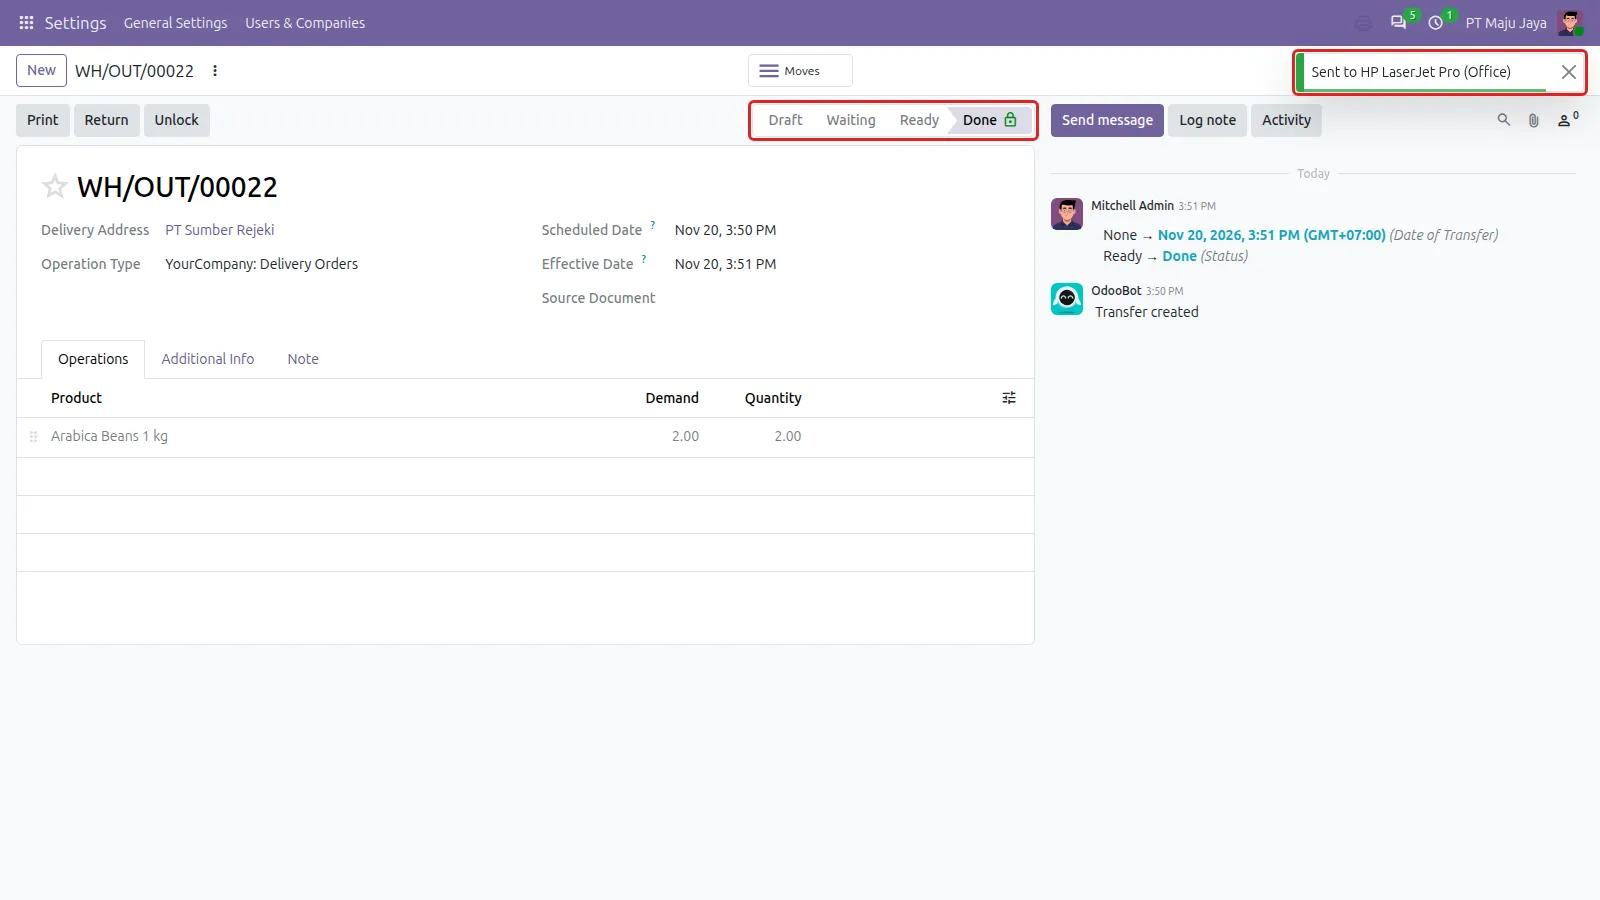 Settings General Settings Users & Companies 5 1 PT Maju Jaya
New WH/OUT/00022 Moves Sent to HP LaserJet Pro (Office)
Print Return Unlock Draft Waiting Ready Done Send message Log note Activity 0
WH/OUT/00022
Delivery Address PT Sumber Rejeki Scheduled Date ? Nov 20, 3:50 PM
Operation Type YourCompany: Delivery Orders Effective Date ? Nov 20, 3:51 PM
Source Document
Operations Additional Info Note
Product Demand Quantity
Arabica Beans 1 kg 2.00 2.00
Today
Mitchell Admin 3:51 PM
None → Nov 20, 2026, 3:51 PM (GMT+07:00) (Date of Transfer)
Ready → Done (Status)
OdooBot 3:50 PM
Transfer created